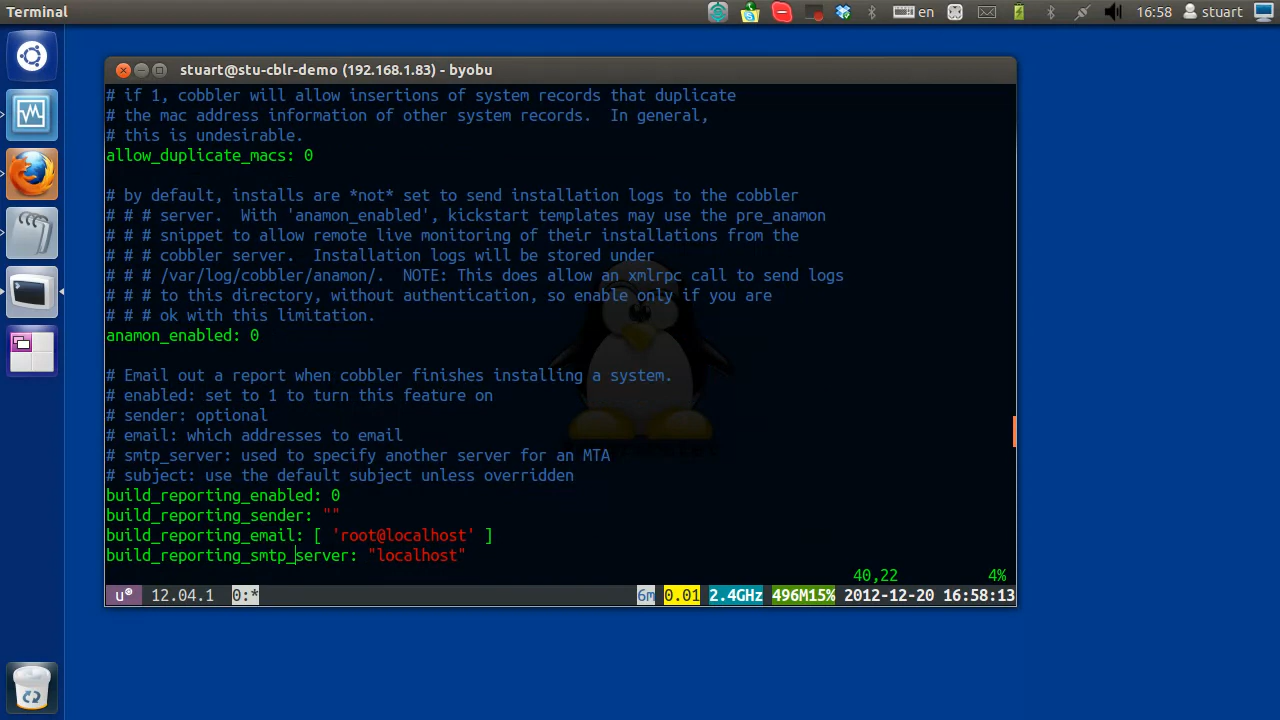 Terminal
en
16:58
stuart
stuart@stu-cblr-demo (192.168.1.83) - byobu
# if 1, cobbler will allow insertions of system records that duplicate
# the mac address information of other system records.  In general,
# this is undesirable.
allow_duplicate_macs: 0
# by default, installs are *not* set to send installation logs to the cobbler
# # # server.  With 'anamon_enabled', kickstart templates may use the pre_anamon
# # # snippet to allow remote live monitoring of their installations from the
# # # cobbler server.  Installation logs will be stored under
# # # /var/log/cobbler/anamon/.  NOTE: This does allow an xmlrpc call to send logs
# # # to this directory, without authentication, so enable only if you are
# # # ok with this limitation.
anamon_enabled: 0
# Email out a report when cobbler finishes installing a system.
# enabled: set to 1 to turn this feature on
# sender: optional
# email: which addresses to email
# smtp_server: used to specify another server for an MTA
# subject: use the default subject unless overridden
build_reporting_enabled: 0
build_reporting_sender: ""
build_reporting_email: [ 'root@localhost' ]
build_reporting_smtp_server: "localhost"
40,22 4%
u 12.04.1 0:* 6m 0.01 2.4GHz 496M15% 2012-12-20 16:58:13